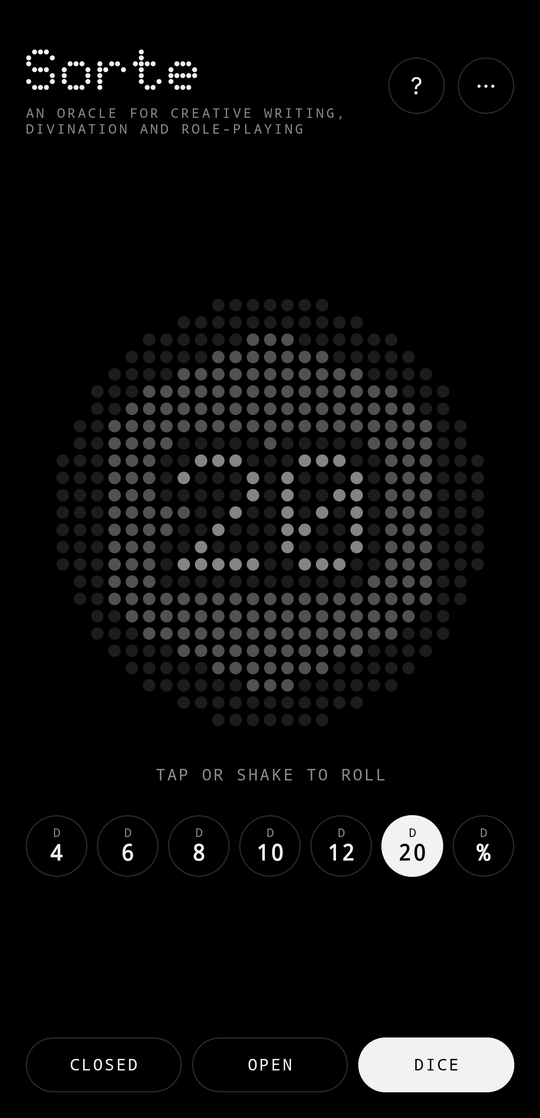 Sorte
?
...
AN ORACLE FOR CREATIVE WRITING,
DIVINATION AND ROLE-PLAYING
20
TAP OR SHAKE TO ROLL
D D D D D D D
4 6 8 10 12 20 %
CLOSED OPEN DICE